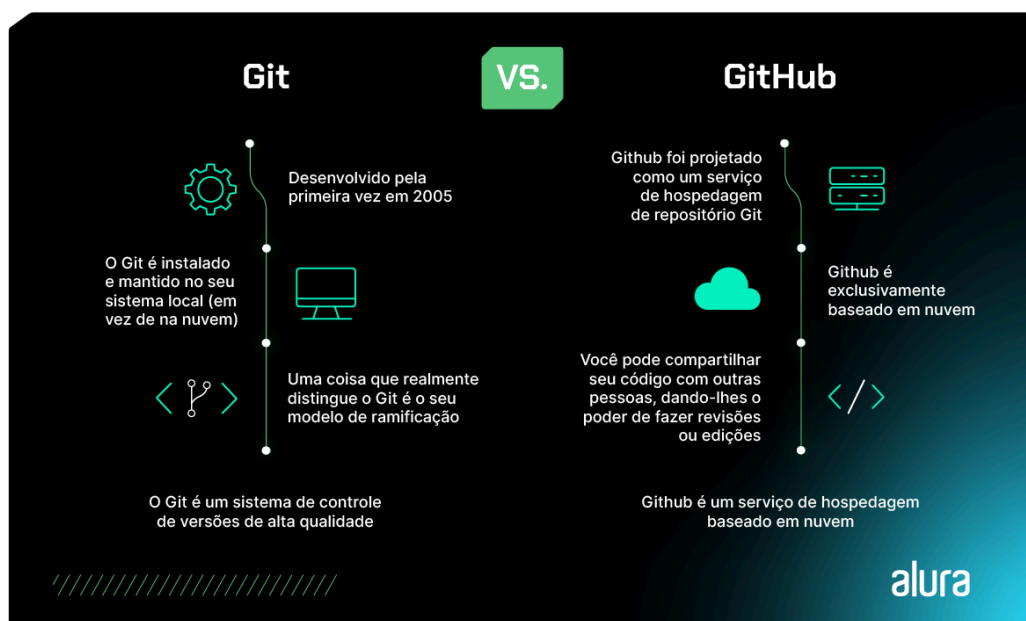 Git
VS.
GitHub
Desenvolvido pela
primeira vez em 2005
O Git é instalado
e mantido no seu
sistema local (em
vez de na nuvem)
Uma coisa que realmente
distingue o Git é o seu
modelo de ramificação
O Git é um sistema de controle
de versões de alta qualidade
Github foi projetado
como um serviço
de hospedagem
de repositório Git
Github é
exclusivamente
baseado em nuvem
Você pode compartilhar
seu código com outras
pessoas, dando-lhes o
poder de fazer revisões
ou edições
Github é um serviço de hospedagem
baseado em nuvem
alura